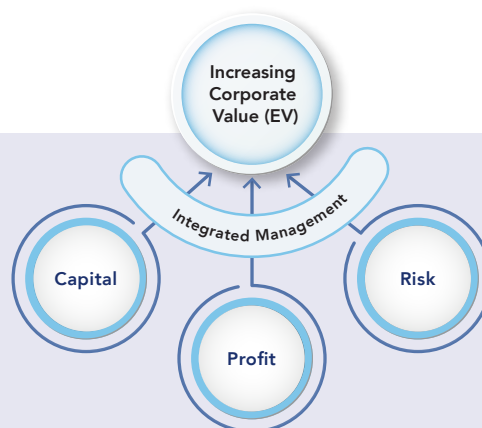 Increasing
Corporate
Value (EV)
Integrated Management
Capital
Risk
Profit